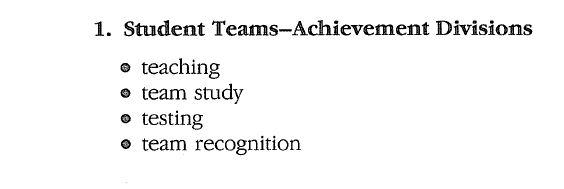 1. Student Teams–Achievement Divisions
• teaching
• team study
• testing
• team recognition